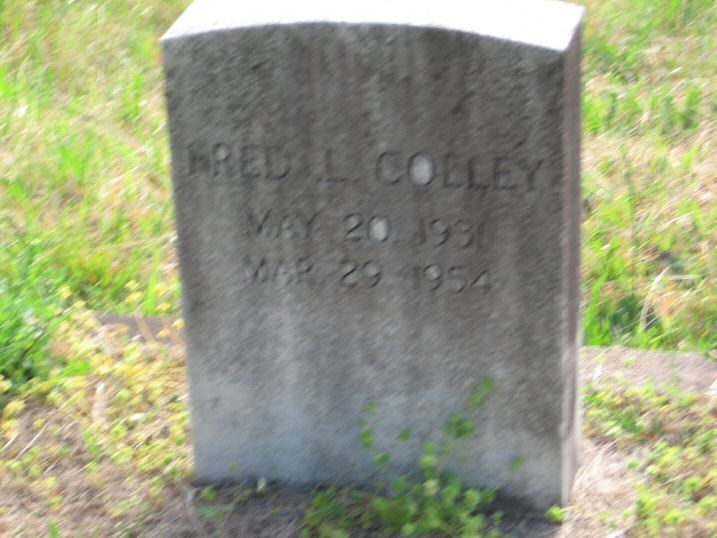 FRED L. COLLEY
MAY 20, 1931
MAR. 29 1954